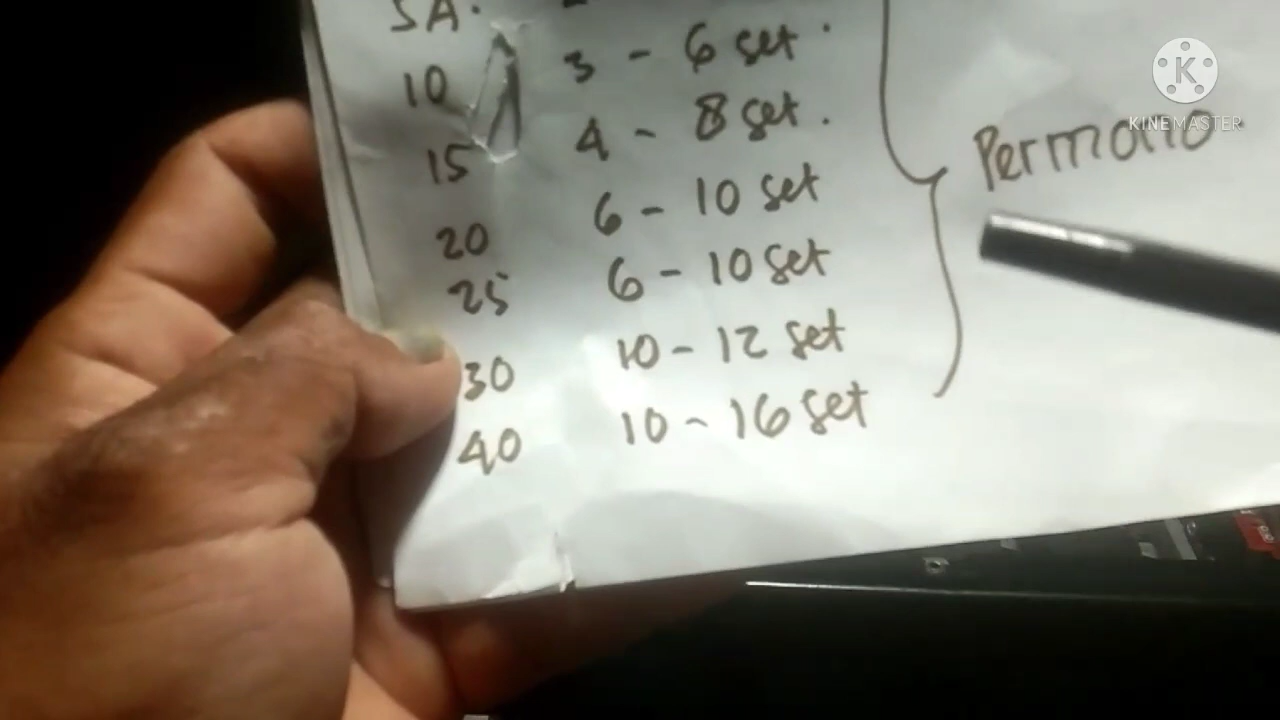 5A.
10 3 - 6 set .
15 4 - 8 set .
20 6 - 10 set
25 6 - 10 set
30 10 - 12 set
40 10 - 16 set
Permono
K
KINEMASTER